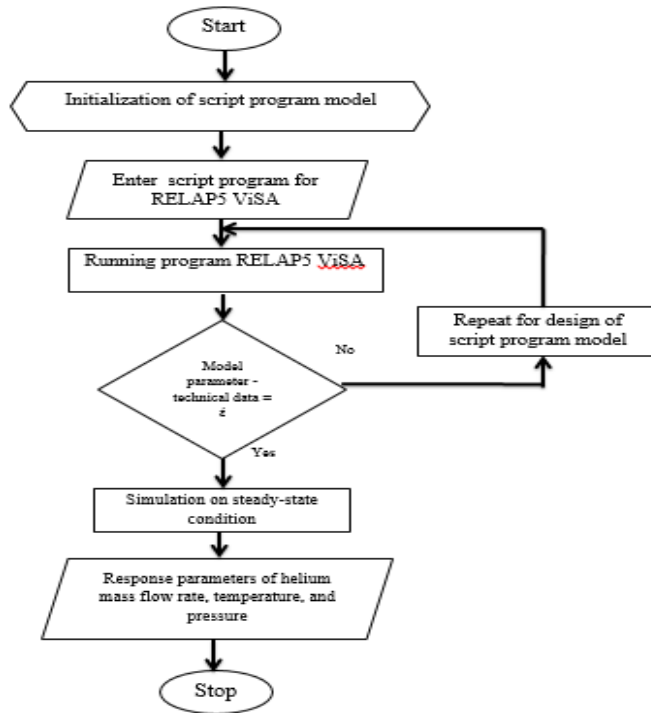 Start
Initialization of script program model
Enter script program for
RELAP5 ViSA
Running program RELAP5 ViSA
Repeat for design of
script program model
No
Model
parameter -
technical data =
Yes
Simulation on steady-state
condition
Response parameters of helium
mass flow rate, temperature, and
pressure
Stop